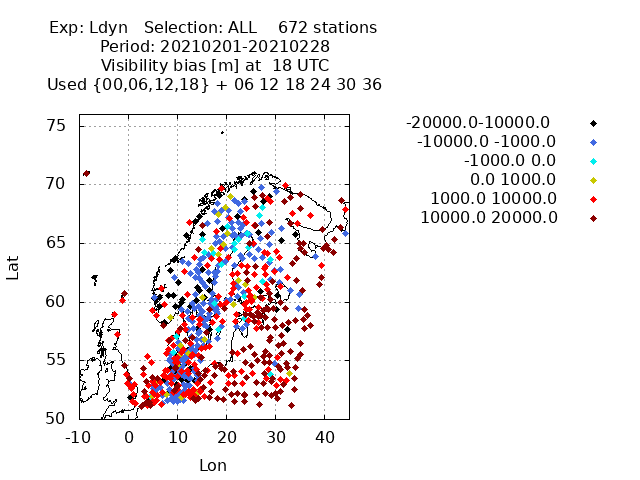 Exp: Ldyn   Selection: ALL    672 stations
Period: 20210201-20210228
Visibility bias [m] at  18 UTC
Used {00,06,12,18} + 06 12 18 24 30 36
-20000.0-10000.0
-10000.0 -1000.0
-1000.0 0.0
0.0 1000.0
1000.0 10000.0
10000.0 20000.0
75
70
65
60
55
50
Lat
-10 0 10 20 30 40
Lon